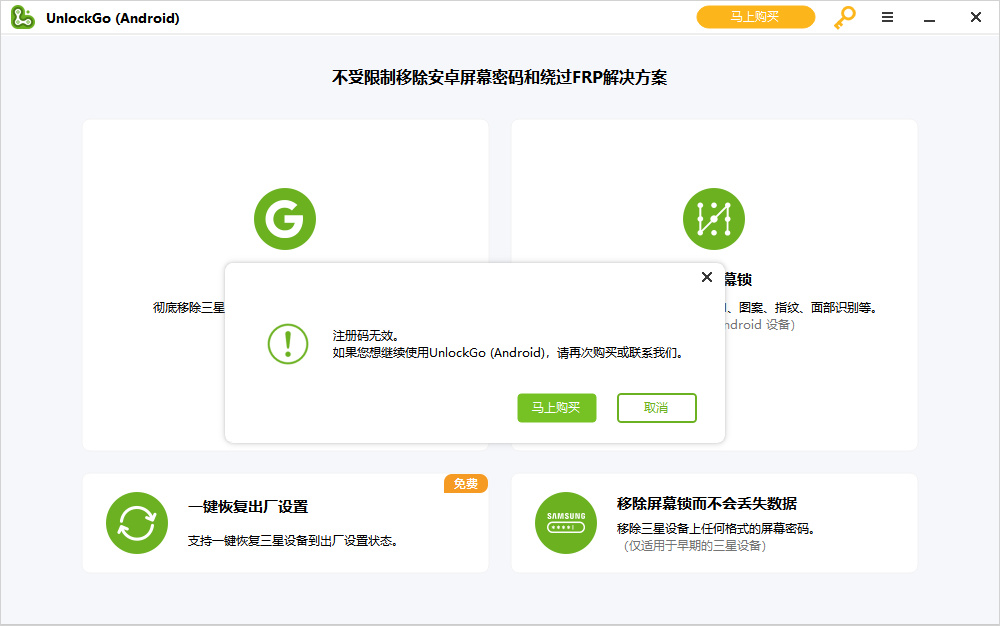 UnlockGo (Android)
马上购买
不受限制移除安卓屏幕密码和绕过FRP解决方案
G
幕锁
彻底移除三星
、图案、指纹、面部识别等。
ndroid 设备）
注册码无效。
如果您想继续使用UnlockGo (Android)，请再次购买或联系我们。
马上购买
取消
免费
一键恢复出厂设置
支持一键恢复三星设备到出厂设置状态。
SAMSUNG
移除屏幕锁而不会丢失数据
移除三星设备上任何格式的屏幕密码。
（仅适用于早期的三星设备）